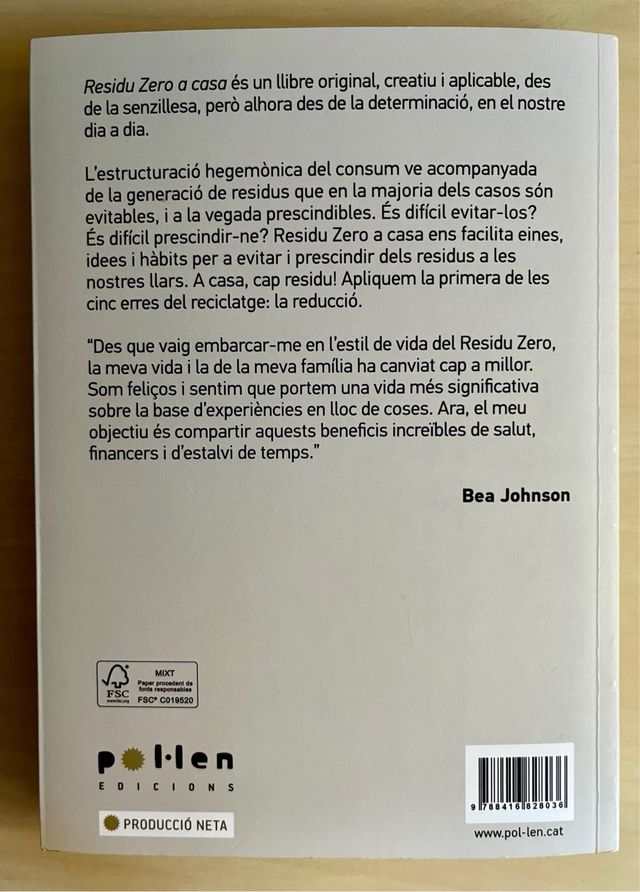 Residu Zero a casa és un llibre original, creatiu i aplicable, des
de la senzillesa, però alhora des de la determinació, en el nostre
dia a dia.
L'estructuració hegemònica del consum ve acompanyada
de la generació de residus que en la majoria dels casos són
evitables, i a la vegada prescindibles. És difícil evitar-los?
És difícil prescindir-ne? Residu Zero a casa ens facilita eines,
idees i hàbits per a evitar i prescindir dels residus a les
nostres llars. A casa, cap residu! Apliquem la primera de les
cinc erres del reciclatge: la reducció.
“Des que vaig embarcar-me en l'estil de vida del Residu Zero,
la meva vida i la de la meva família ha canviat cap a millor.
Som feliços i sentim que portem una vida més significativa
sobre la base d'experiències en lloc de coses. Ara, el meu
objectiu és compartir aquests beneficis increïbles de salut,
financers i d'estalvi de temps.”
Bea Johnson
FSC
www.fsc.org
MIXT
Paper procedent de
fonts responsables
FSC® C019520
pol·len
EDICIONS
PRODUCCIÓ NETA
9 788416 828036
www.pol-len.cat